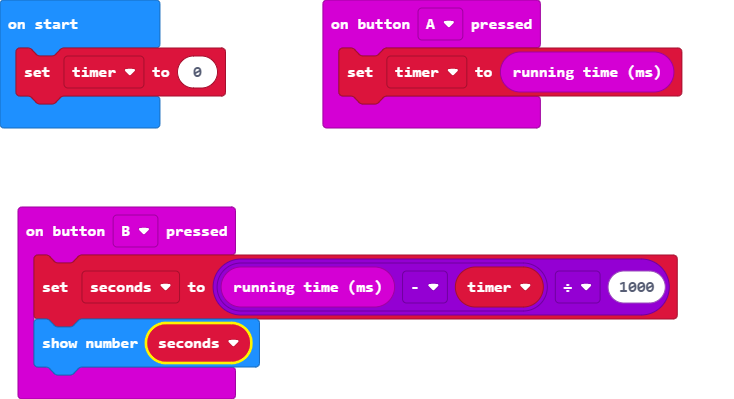 on start
set timer to 0
on button A pressed
set timer to running time (ms)
on button B pressed
set seconds to running time (ms) - timer ÷ 1000
show number seconds